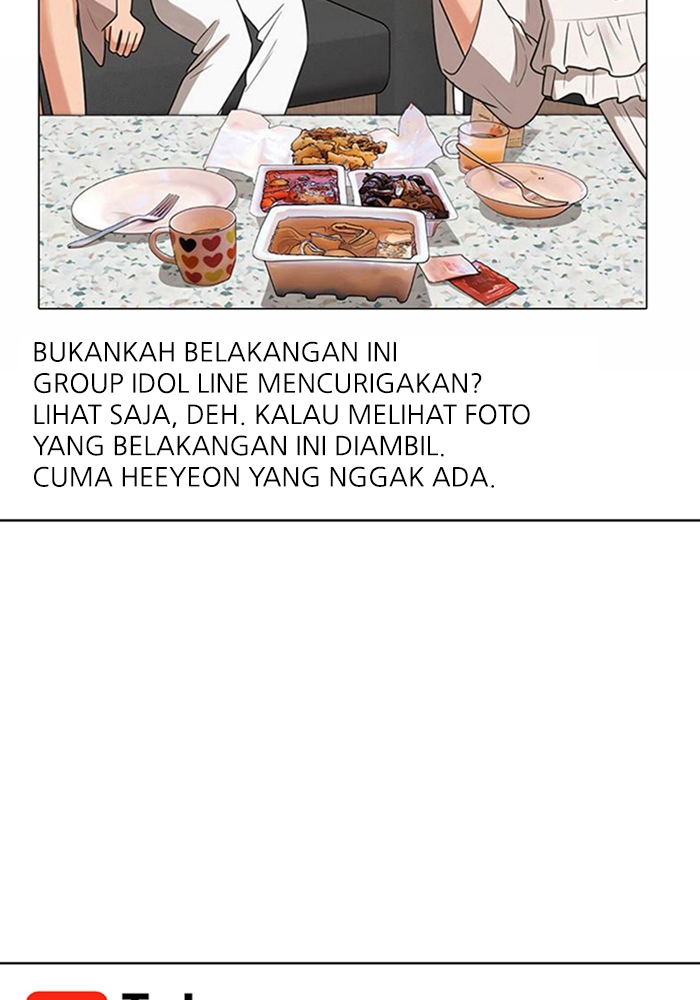 BUKANKAH BELAKANGAN INI
GROUP IDOL LINE MENCURIGAKAN?
LIHAT SAJA, DEH. KALAU MELIHAT FOTO
YANG BELAKANGAN INI DIAMBIL.
CUMA HEEYEON YANG NGGAK ADA.